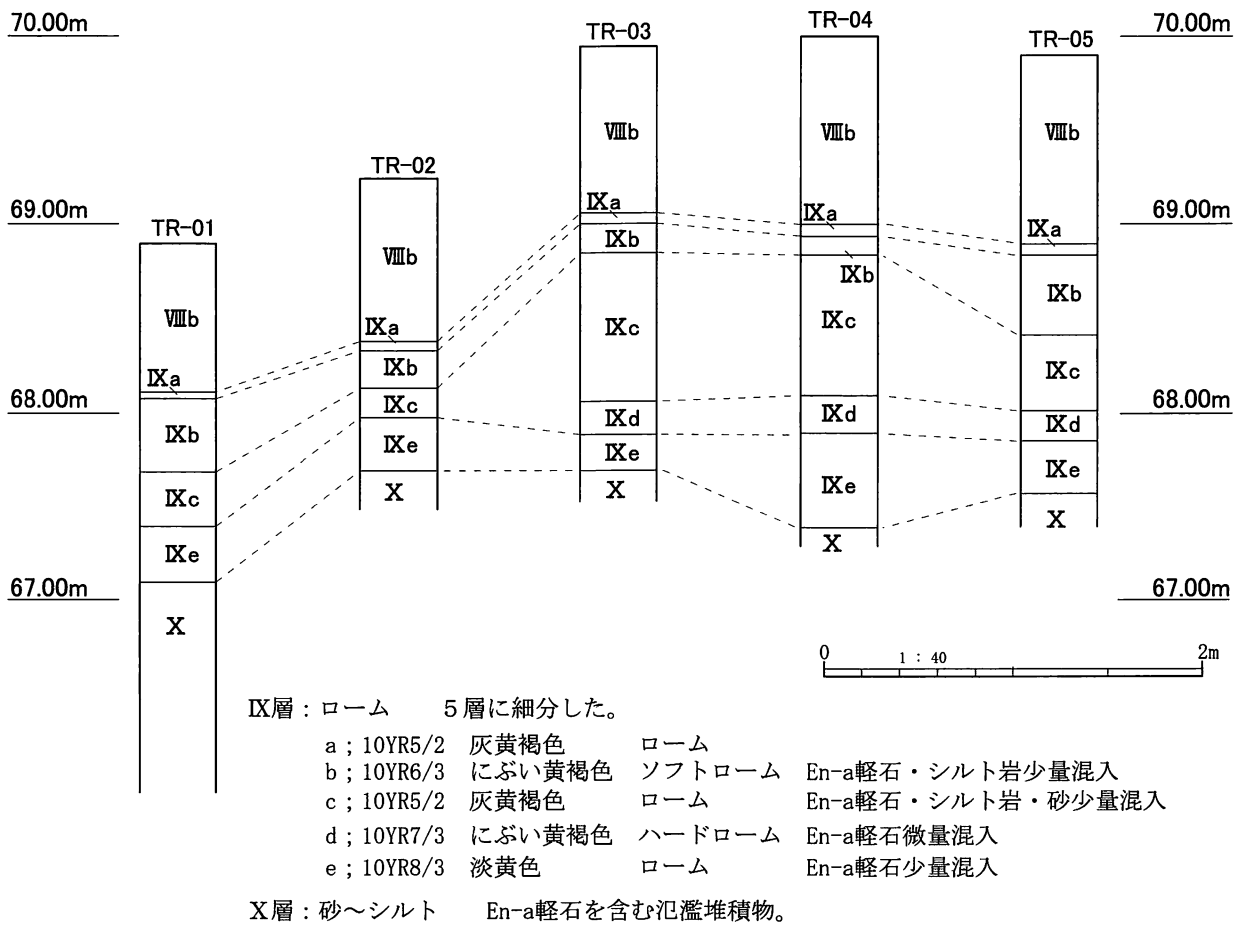 70.00m
70.00m
69.00m
69.00m
68.00m
68.00m
67.00m
67.00m
TR-01
Ⅷb
Ⅸa
Ⅸb
Ⅸc
Ⅸe
Ⅹ
TR-02
Ⅷb
Ⅸa
Ⅸb
Ⅸc
Ⅸe
Ⅹ
TR-03
Ⅷb
Ⅸa
Ⅸb
Ⅸc
Ⅸd
Ⅸe
Ⅹ
TR-04
Ⅷb
Ⅸa
Ⅸb
Ⅸc
Ⅸd
Ⅸe
Ⅹ
TR-05
Ⅷb
Ⅸa
Ⅸb
Ⅸc
Ⅸd
Ⅸe
Ⅹ
0 1 : 40 2m
Ⅸ層：ローム 5層に細分した。
a ; 10YR5/2 灰黄褐色 ローム
b ; 10YR6/3 にぶい黄褐色 ソフトローム En-a軽石・シルト岩少量混入
c ; 10YR5/2 灰黄褐色 ローム En-a軽石・シルト岩・砂少量混入
d ; 10YR7/3 にぶい黄褐色 ハードローム En-a軽石微量混入
e ; 10YR8/3 淡黄色 ローム En-a軽石少量混入
Ⅹ層：砂～シルト En-a軽石を含む氾濫堆積物。